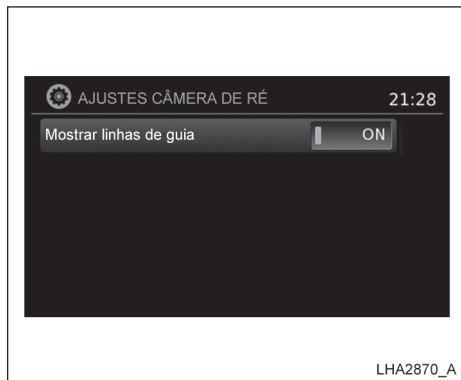 AJUSTES CÂMERA DE RÉ 21:28
Mostrar linhas de guia ON
LHA2870_A